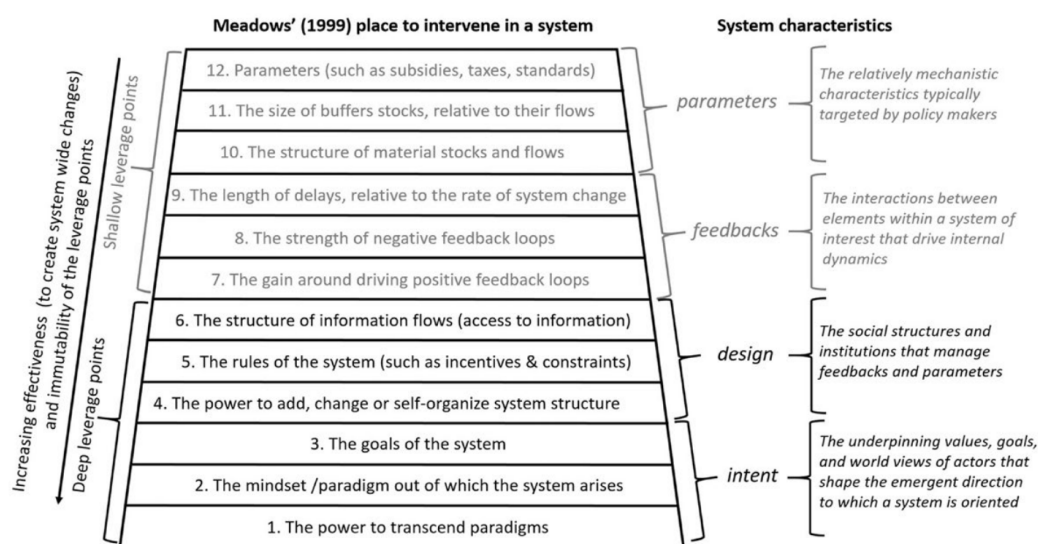 Meadows' (1999) place to intervene in a system
System characteristics
Increasing effectiveness (to create system wide changes)
and immutability of the leverage points
Shallow leverage points
Deep leverage points
12. Parameters (such as subsidies, taxes, standards)
11. The size of buffers stocks, relative to their flows
10. The structure of material stocks and flows
9. The length of delays, relative to the rate of system change
8. The strength of negative feedback loops
7. The gain around driving positive feedback loops
6. The structure of information flows (access to information)
5. The rules of the system (such as incentives & constraints)
4. The power to add, change or self-organize system structure
3. The goals of the system
2. The mindset /paradigm out of which the system arises
1. The power to transcend paradigms
parameters
The relatively mechanistic
characteristics typically
targeted by policy makers
feedbacks
The interactions between
elements within a system of
interest that drive internal
dynamics
design
The social structures and
institutions that manage
feedbacks and parameters
intent
The underpinning values, goals,
and world views of actors that
shape the emergent direction
to which a system is oriented